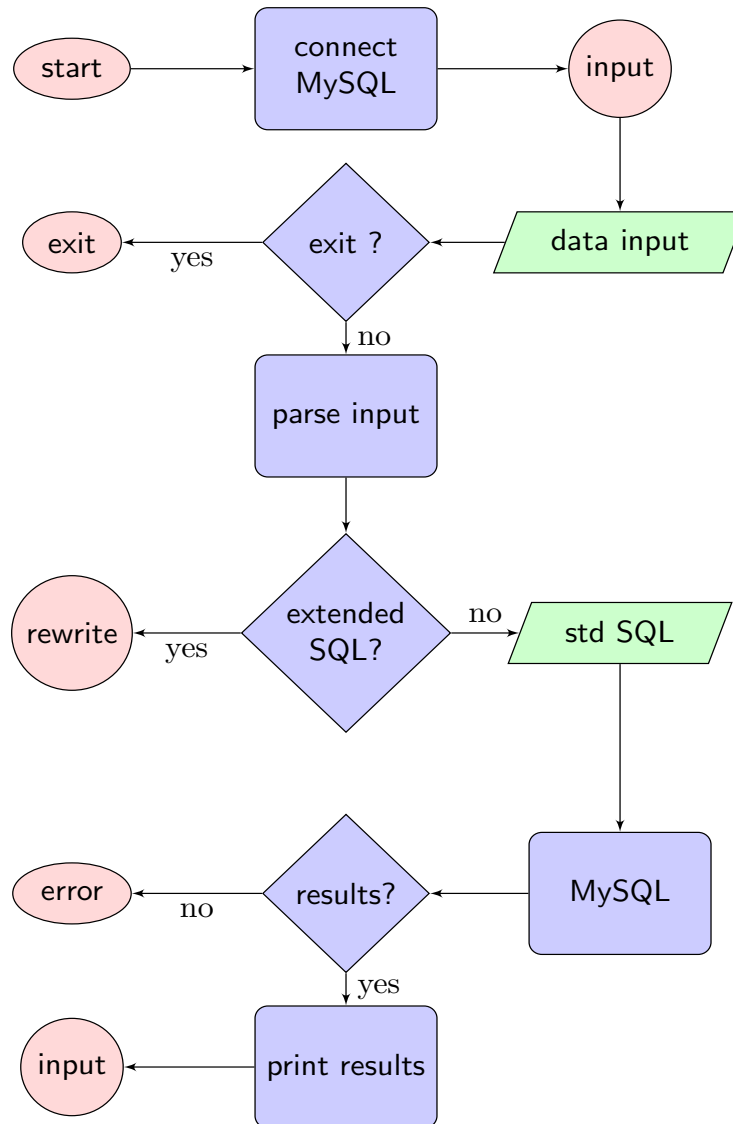 start
connect
MySQL
input
exit
yes
exit ?
data input
no
parse input
rewrite
yes
extended
SQL?
no
std SQL
error
no
results?
MySQL
yes
input
print results